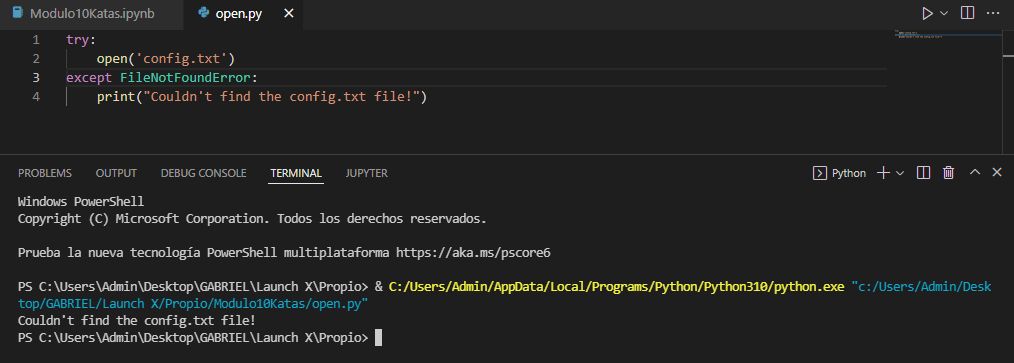 Modulo10Katas.ipynb open.py
1 try:
2 open('config.txt')
3 except FileNotFoundError:
4 print("Couldn't find the config.txt file!")
PROBLEMS OUTPUT DEBUG CONSOLE TERMINAL JUPYTER Python
Windows PowerShell
Copyright (C) Microsoft Corporation. Todos los derechos reservados.
Prueba la nueva tecnología PowerShell multiplataforma https://aka.ms/pscore6
PS C:\Users\Admin\Desktop\GABRIEL\Launch X\Propio> & C:/Users/Admin/AppData/Local/Programs/Python/Python310/python.exe "c:/Users/Admin/Desk
top/GABRIEL/Launch X/Propio/Modulo10Katas/open.py"
Couldn't find the config.txt file!
PS C:\Users\Admin\Desktop\GABRIEL\Launch X\Propio>